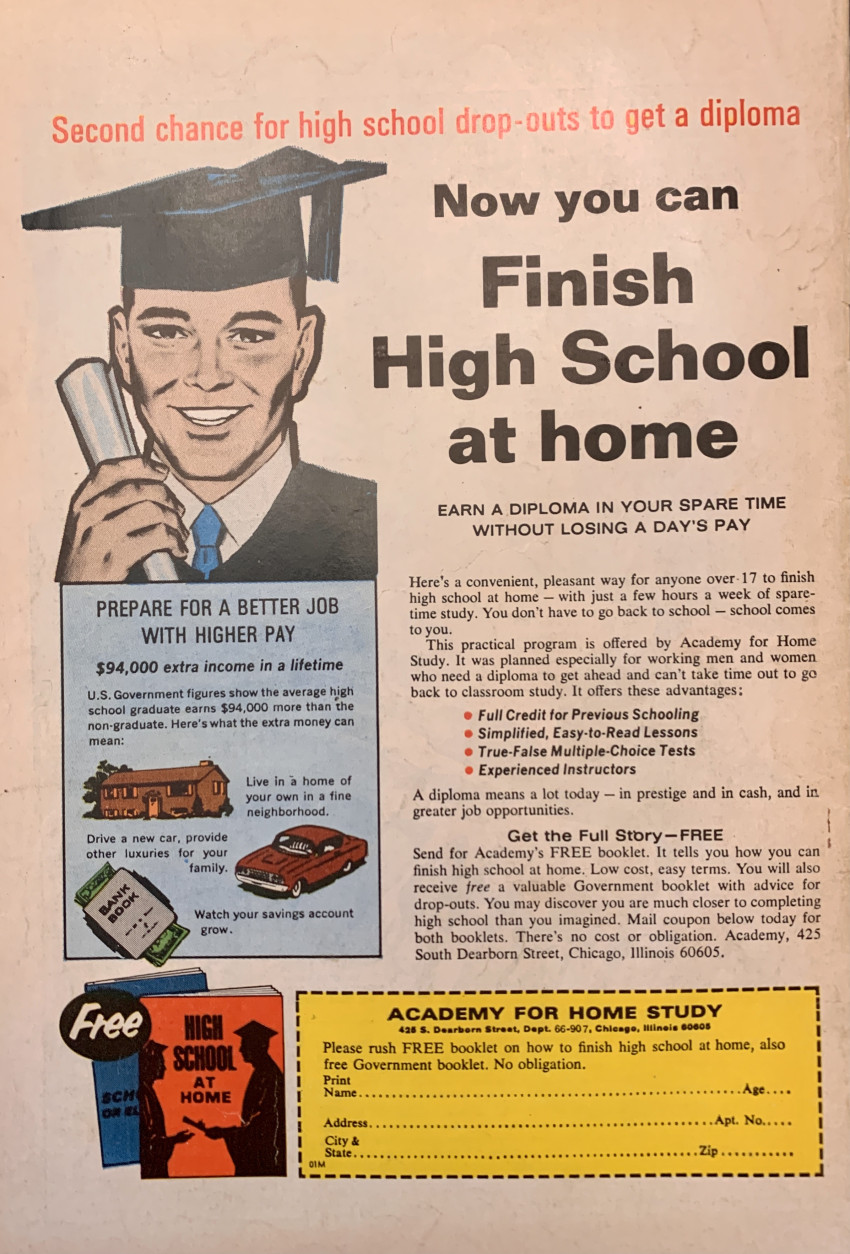 Second chance for high school drop-outs to get a diploma
Now you can
Finish
High School
at home
EARN A DIPLOMA IN YOUR SPARE TIME
WITHOUT LOSING A DAY'S PAY
Here's a convenient, pleasant way for anyone over 17 to finish
high school at home — with just a few hours a week of spare-
time study. You don't have to go back to school — school comes
to you.
This practical program is offered by Academy for Home
Study. It was planned especially for working men and women
who need a diploma to get ahead and can't take time out to go
back to classroom study. It offers these advantages:
• Full Credit for Previous Schooling
• Simplified, Easy-to-Read Lessons
• True-False Multiple-Choice Tests
• Experienced Instructors
A diploma means a lot today — in prestige and in cash, and in
greater job opportunities.
Get the Full Story—FREE
Send for Academy's FREE booklet. It tells you how you can
finish high school at home. Low cost, easy terms. You will also
receive free a valuable Government booklet with advice for
drop-outs. You may discover you are much closer to completing
high school than you imagined. Mail coupon below today for
both booklets. There's no cost or obligation. Academy, 425
South Dearborn Street, Chicago, Illinois 60605.
PREPARE FOR A BETTER JOB
WITH HIGHER PAY
$94,000 extra income in a lifetime
U.S. Government figures show the average high
school graduate earns $94,000 more than the
non-graduate. Here's what the extra money can
mean:
Live in a home of
your own in a fine
neighborhood.
Drive a new car, provide
other luxuries for your
family.
BANK
BOOK
Watch your savings account
grow.
Free
HIGH
SCHOOL
AT
HOME
SCH
OR EL
ACADEMY FOR HOME STUDY
425 S. Dearborn Street, Dept. 66-907, Chicago, Illinois 60605
Please rush FREE booklet on how to finish high school at home, also
free Government booklet. No obligation.
Print
Name...............Age....
Address...............Apt. No.....
City &
State...............Zip...........
01M